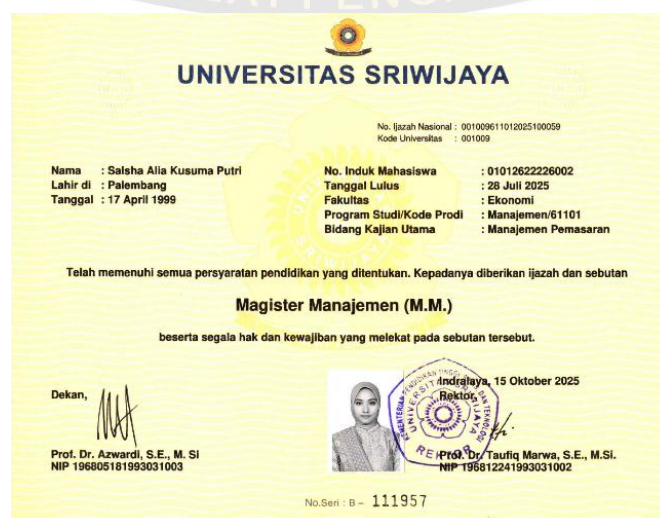 UNIVERSITAS SRIWIJAYA
No. Ijazah Nasional : 001009611012025100059
Kode Universitas : 001009
Nama : Salsha Alia Kusuma Putri
Lahir di : Palembang
Tanggal : 17 April 1999
No. Induk Mahasiswa : 01012622226002
Tanggal Lulus : 28 Juli 2025
Fakultas : Ekonomi
Program Studi/Kode Prodi : Manajemen/61101
Bidang Kajian Utama : Manajemen Pemasaran
Telah memenuhi semua persyaratan pendidikan yang ditentukan. Kepadanya diberikan ijazah dan sebutan
Magister Manajemen (M.M.)
beserta segala hak dan kewajiban yang melekat pada sebutan tersebut.
Dekan,
Prof. Dr. Azwardi, S.E., M. Si
NIP 196805181993031003
Indralaya, 15 Oktober 2025
Rektor,
UNIVERSITAS SRIWIJAYA
REKTOR
Prof. Dr. Taufiq Marwa, S.E., M.Si.
NIP 196812241993031002
No.Seri : B – 111957